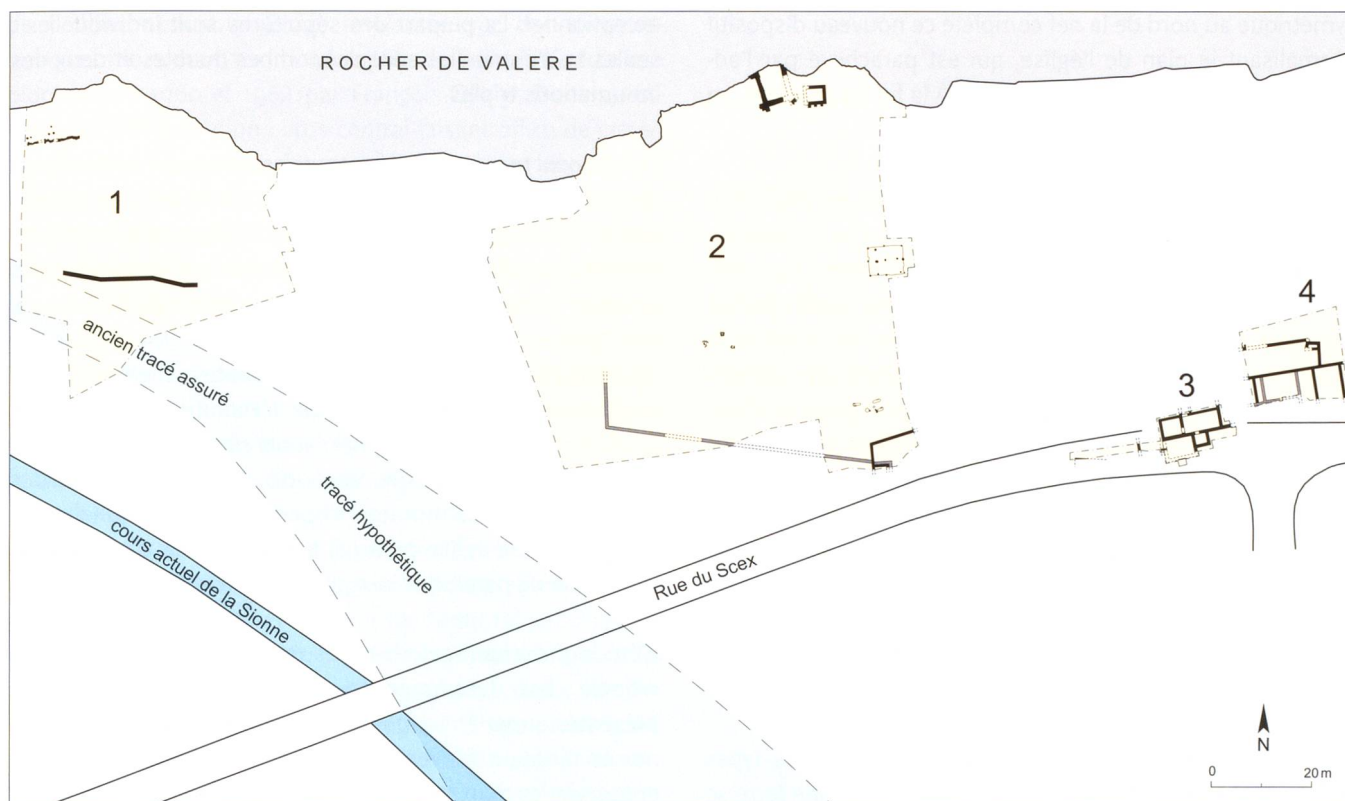 ROCHER DE VALÈRE
1
2
3
4
ancien tracé assuré
tracé hypothétique
cours actuel de la Sionne
Rue du Scex
N
0 20 m